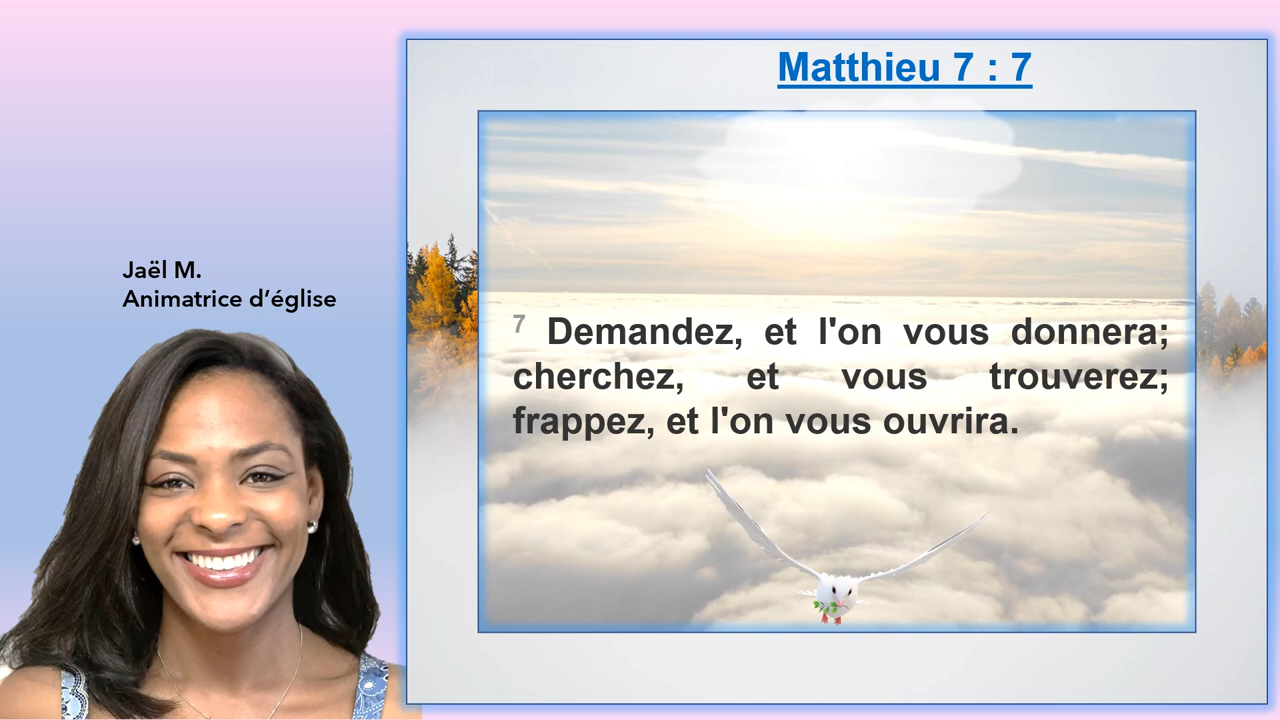 Matthieu 7 : 7
Jaël M.
Animatrice d’église
7 Demandez, et l'on vous donnera;
cherchez, et vous trouverez;
frappez, et l'on vous ouvrira.